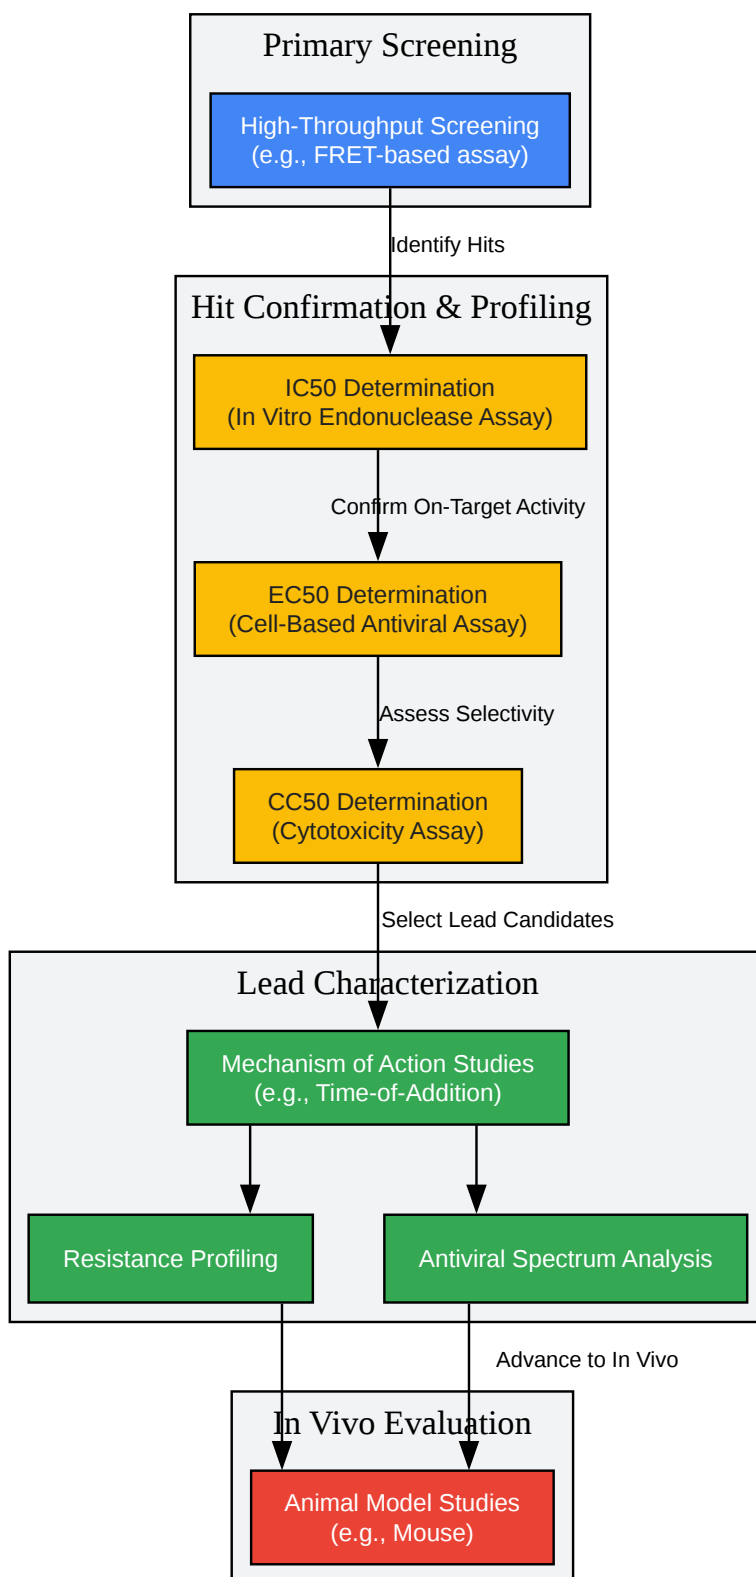 Primary Screening
High-Throughput Screening
(e.g., FRET-based assay)
Identify Hits
Hit Confirmation & Profiling
IC50 Determination
(In Vitro Endonuclease Assay)
Confirm On-Target Activity
EC50 Determination
(Cell-Based Antiviral Assay)
Assess Selectivity
CC50 Determination
(Cytotoxicity Assay)
Select Lead Candidates
Lead Characterization
Mechanism of Action Studies
(e.g., Time-of-Addition)
Resistance Profiling
Antiviral Spectrum Analysis
Advance to In Vivo
In Vivo Evaluation
Animal Model Studies
(e.g., Mouse)